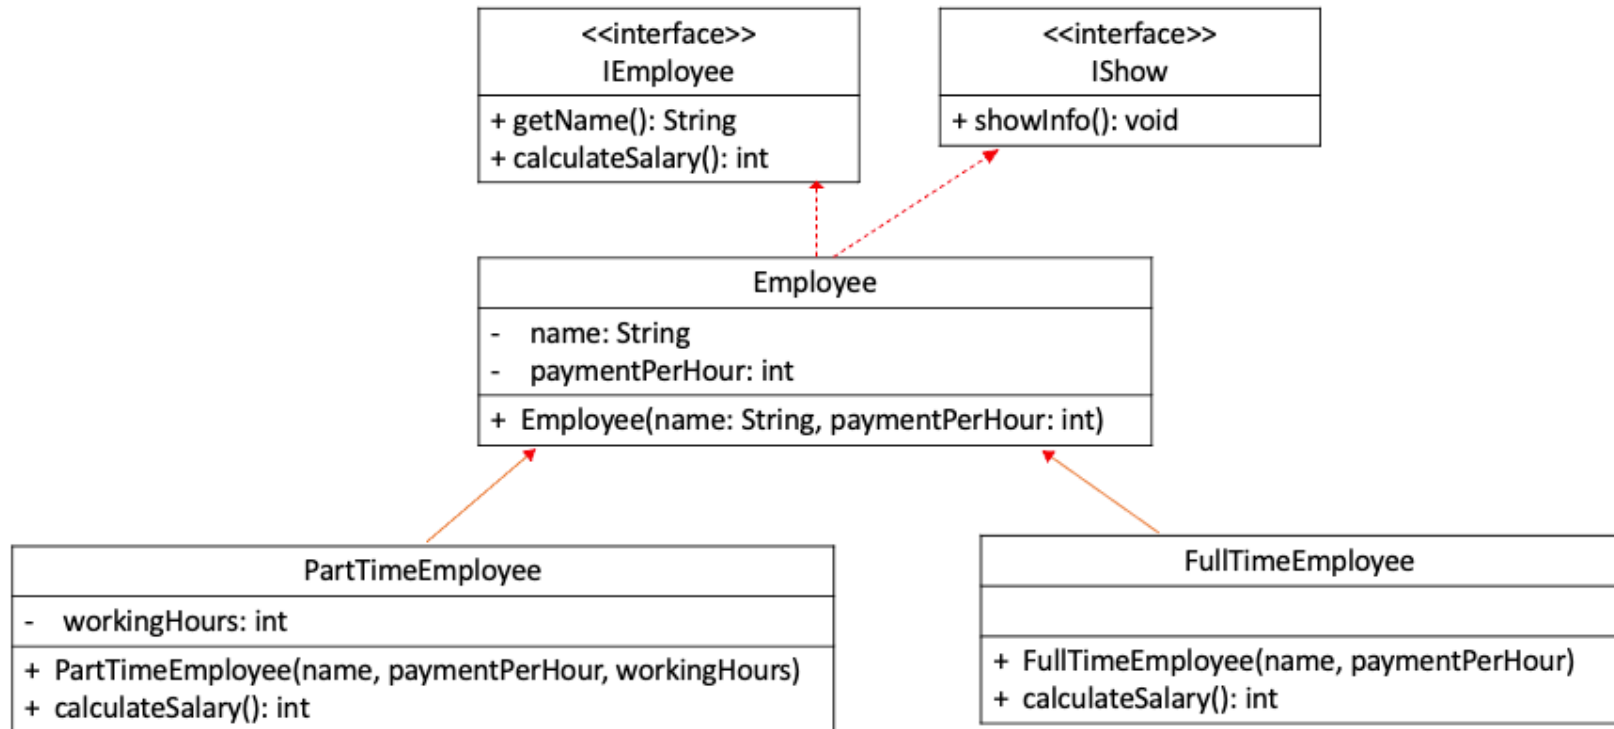 <<interface>>
IEmployee
+ getName(): String
+ calculateSalary(): int
<<interface>>
IShow
+ showInfo(): void
Employee
- name: String
- paymentPerHour: int
+ Employee(name: String, paymentPerHour: int)
PartTimeEmployee
- workingHours: int
+ PartTimeEmployee(name, paymentPerHour, workingHours)
+ calculateSalary(): int
FullTimeEmployee
+ FullTimeEmployee(name, paymentPerHour)
+ calculateSalary(): int